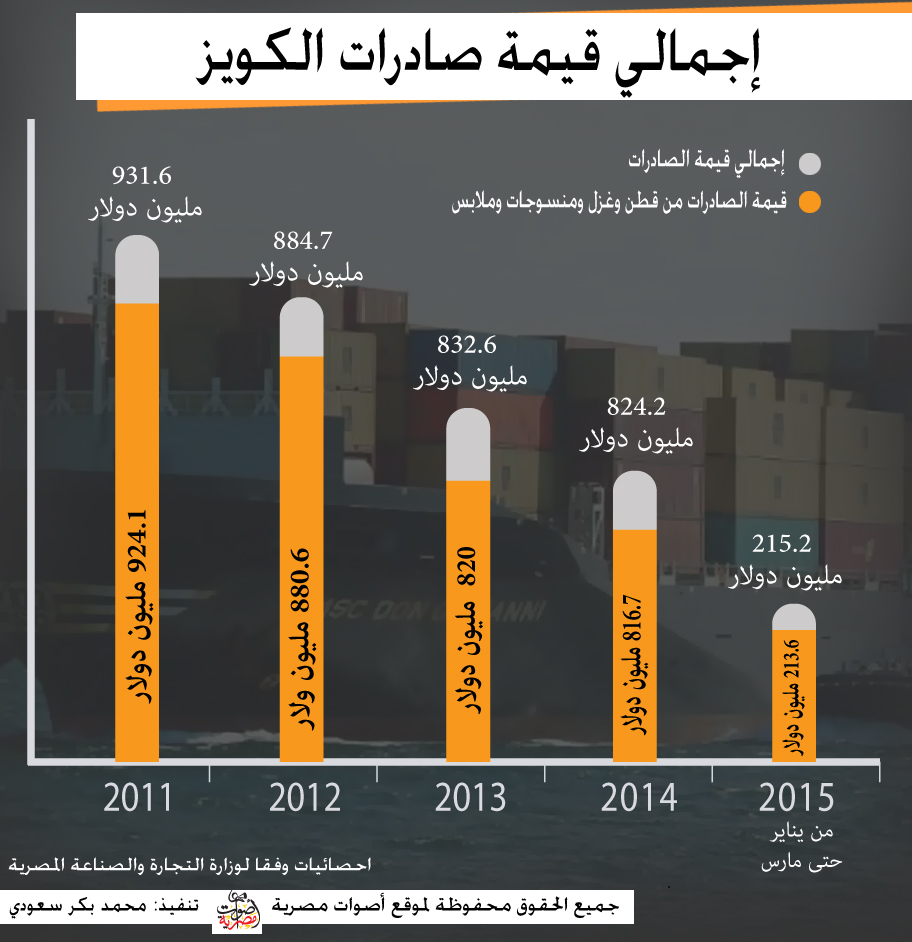 إجمالي قيمة صادرات الكويز
إجمالي قيمة الصادرات
قيمة الصادرات من قطن وغزل ومنسوجات وملابس
931.6
مليون دولار
884.7
مليون دولار
832.6
مليون دولار
824.2
مليون دولار
215.2
مليون دولار
924.1 مليون دولار
880.6 مليون ولار
820 مليون دولار
816.7 مليون دولار
213.6 مليون دولار
2011
2012
2013
2014
2015
من يناير
حتى مارس
احصائيات وفقا لوزارة التجارة والصناعة المصرية
جميع الحقوق محفوظة لموقع أصوات مصرية أصوات مصرية تنفيذ: محمد بكر سعودي